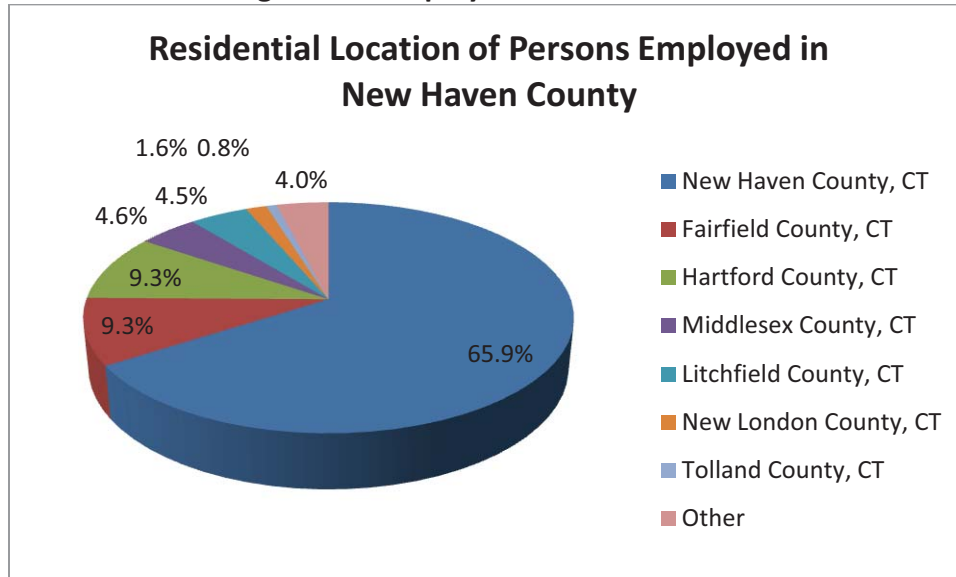 Residential Location of Persons Employed in
New Haven County
1.6% 0.8%
4.0%
4.5%
4.6%
9.3%
9.3%
65.9%
New Haven County, CT
Fairfield County, CT
Hartford County, CT
Middlesex County, CT
Litchfield County, CT
New London County, CT
Tolland County, CT
Other